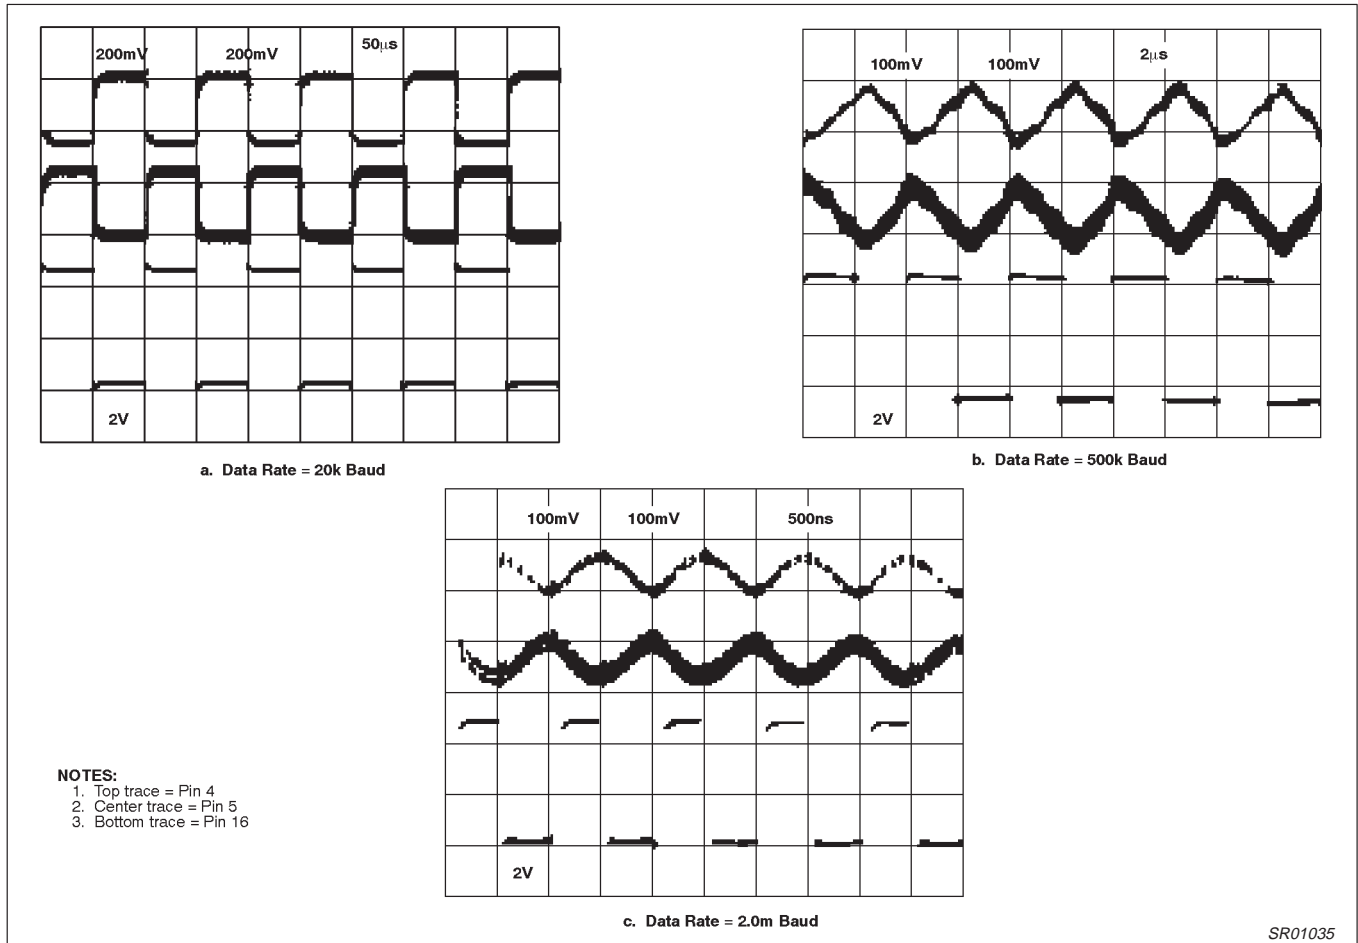 200mV 200mV 50μs
2V
a. Data Rate = 20k Baud
100mV 100mV 2μs
2V
b. Data Rate = 500k Baud
100mV 100mV 500ns
2V
c. Data Rate = 2.0m Baud
NOTES:
1. Top trace = Pin 4
2. Center trace = Pin 5
3. Bottom trace = Pin 16
SR01035